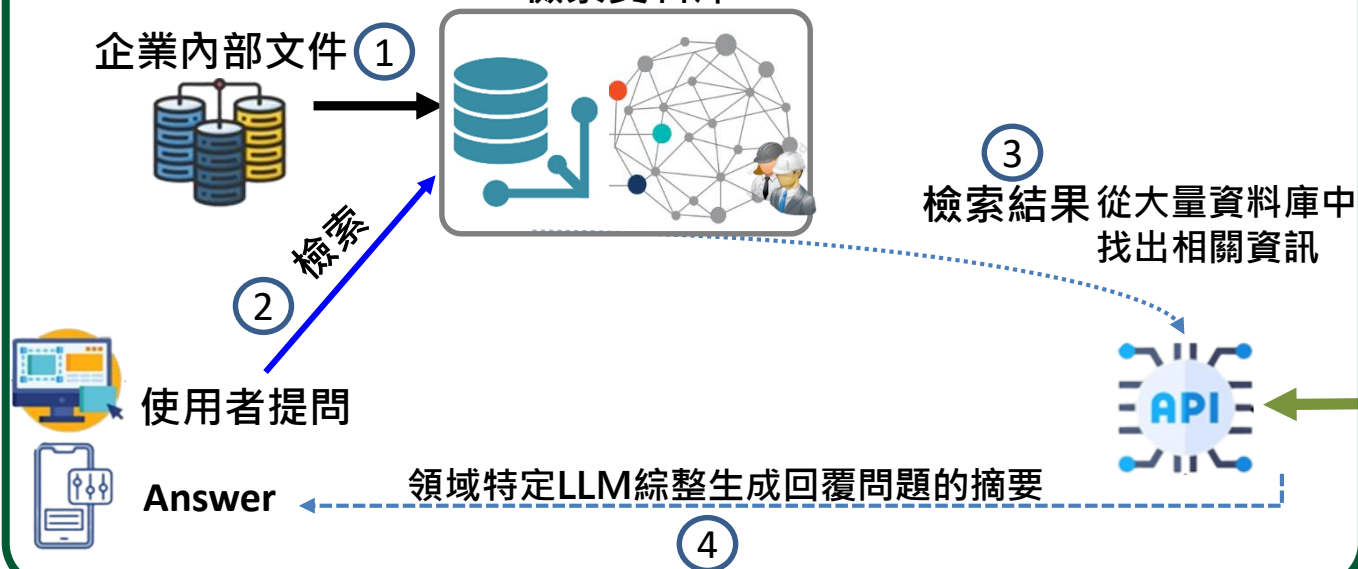 企業內部文件
1
檢索
2
使用者提問
3
檢索結果
從大量資料庫中
找出相關資訊
API
Answer
領域特定LLM綜整生成回覆問題的摘要
4